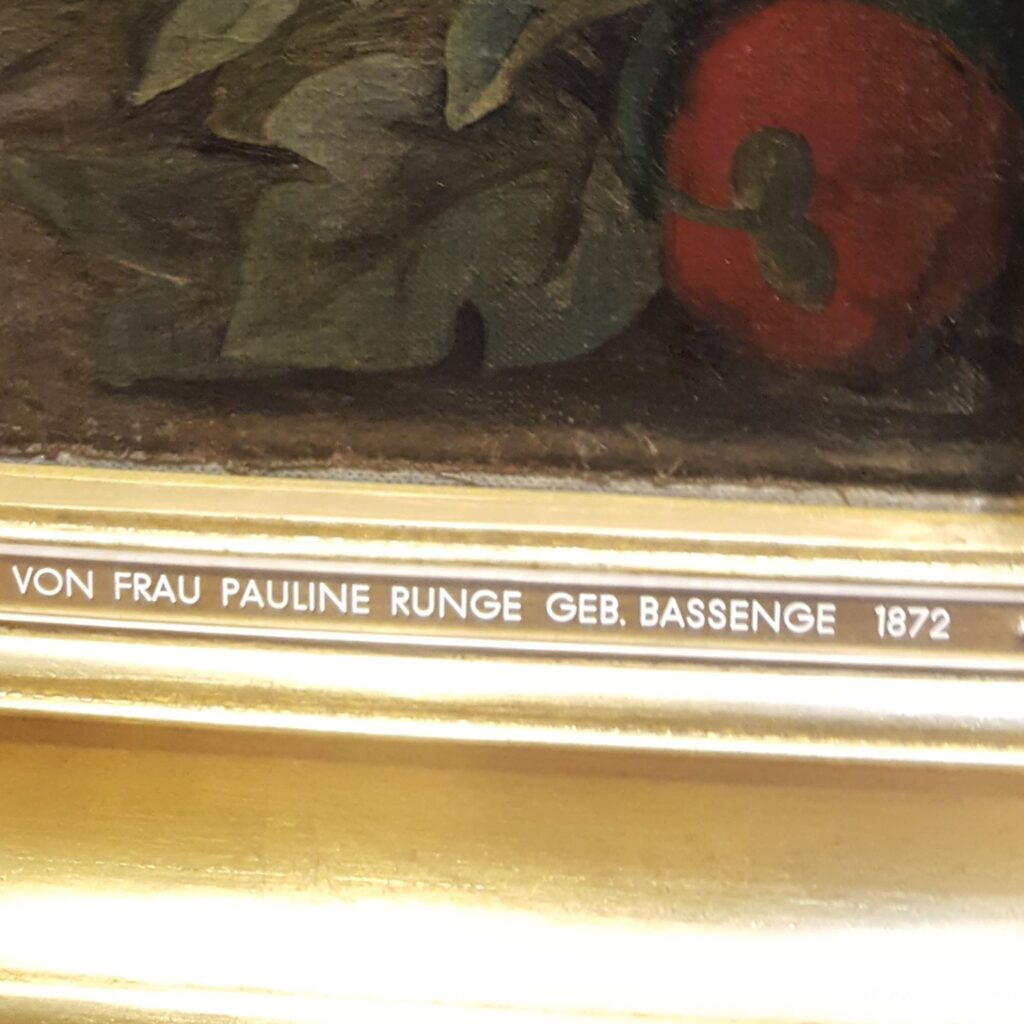 VON FRAU PAULINE RUNGE GEB. BASSENGE 1872